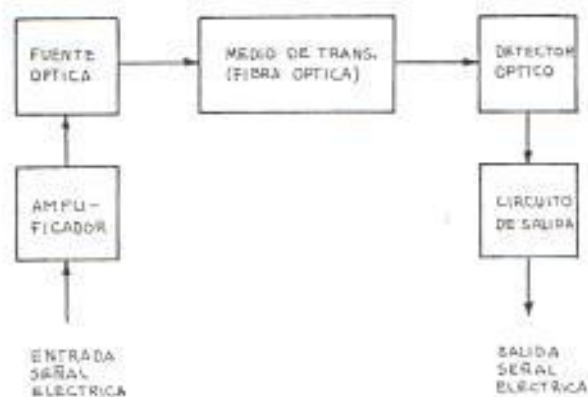 FUENTE
OPTICA
MEDIO DE TRANS.
(FIBRA OPTICA)
DETECTOR
OPTICO
AMPLI-
FICADOR
CIRCUITO
DE SALIDA
ENTRADA
SEÑAL
ELECTRICA
SALIDA
SEÑAL
ELECTRICA